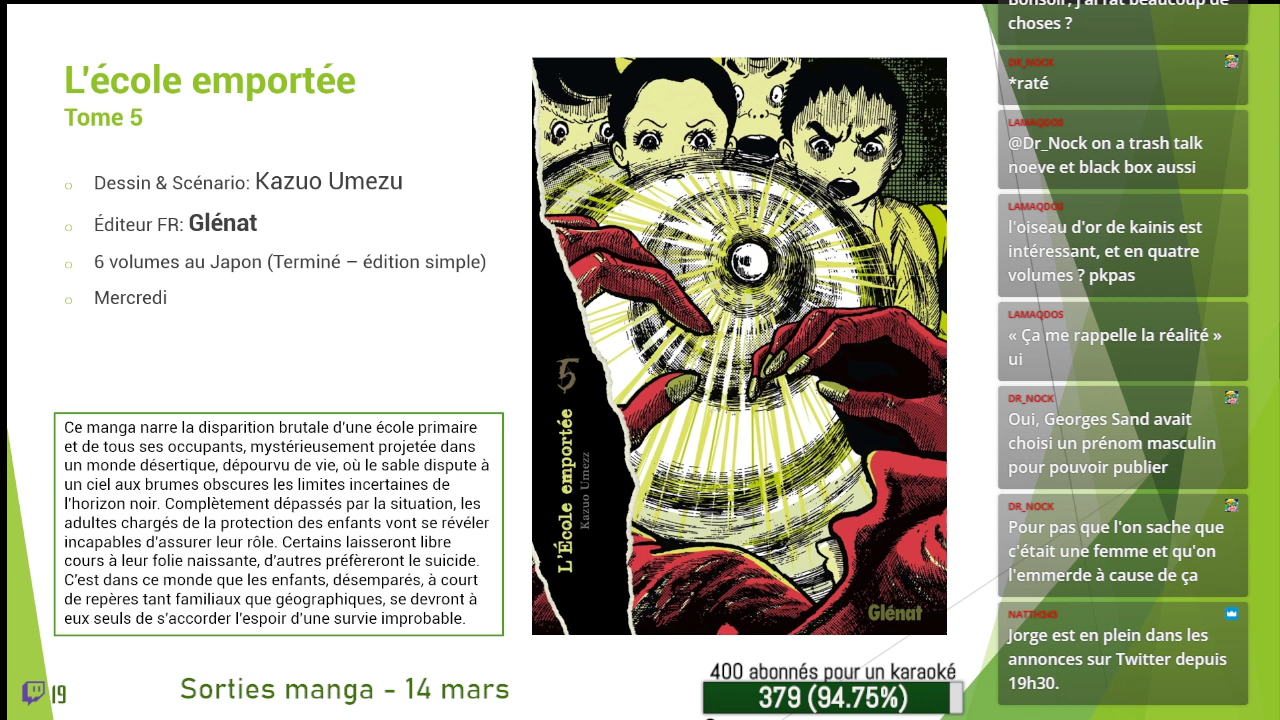 L'école emportée
Tome 5
Dessin & Scénario: Kazuo Umezu
Éditeur FR: Glénat
6 volumes au Japon (Terminé – édition simple)
Mercredi
Ce manga narre la disparition brutale d'une école primaire
et de tous ses occupants, mystérieusement projetée dans
un monde désertique, dépourvu de vie, où le sable dispute à
un ciel aux brumes obscures les limites incertaines de
l'horizon noir. Complètement dépassés par la situation, les
adultes chargés de la protection des enfants vont se révéler
incapables d'assurer leur rôle. Certains laisseront libre
cours à leur folie naissante, d'autres préfèreront le suicide.
C'est dans ce monde que les enfants, désemparés, à court
de repères tant familiaux que géographiques, se devront à
eux seuls de s'accorder l'espoir d'une survie improbable.
5
L'École emportée
Kazuo Umezz
Glénat
19
Sorties manga - 14 mars
400 abonnés pour un karaoké
379 (94.75%)
Bonsoir, j'ai rat beaucoup de
choses ?
DR_NOCK
*raté
LAMAQDOS
@Dr_Nock on a trash talk
noeve et black box aussi
LAMAQDOS
l'oiseau d'or de kainis est
intéressant, et en quatre
volumes ? pkpas
LAMAQDOS
« Ça me rappelle la réalité »
ui
DR_NOCK
Oui, Georges Sand avait
choisi un prénom masculin
pour pouvoir publier
DR_NOCK
Pour pas que l'on sache que
c'était une femme et qu'on
l'emmerde à cause de ça
NATTH345
Jorge est en plein dans les
annonces sur Twitter depuis
19h30.